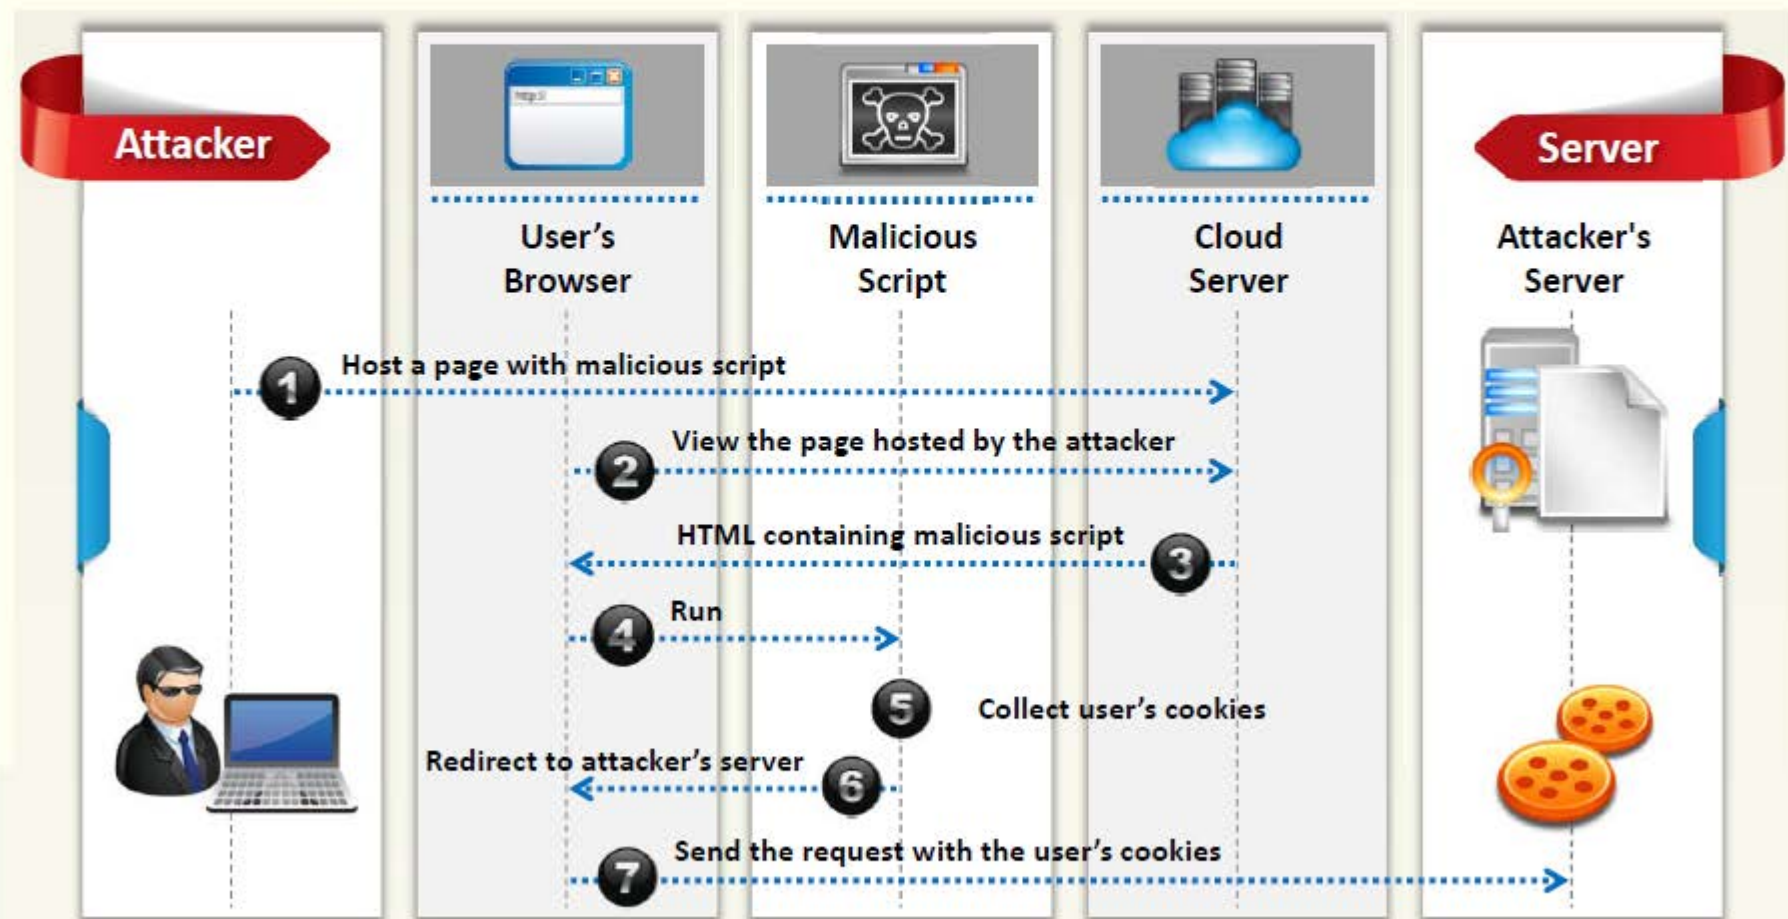 http://
Attacker
Server
User's
Browser
Malicious
Script
Cloud
Server
Attacker's
Server
1
Host a page with malicious script
2
View the page hosted by the attacker
HTML containing malicious script
3
4
Run
5
Collect user's cookies
Redirect to attacker's server
6
7
Send the request with the user's cookies